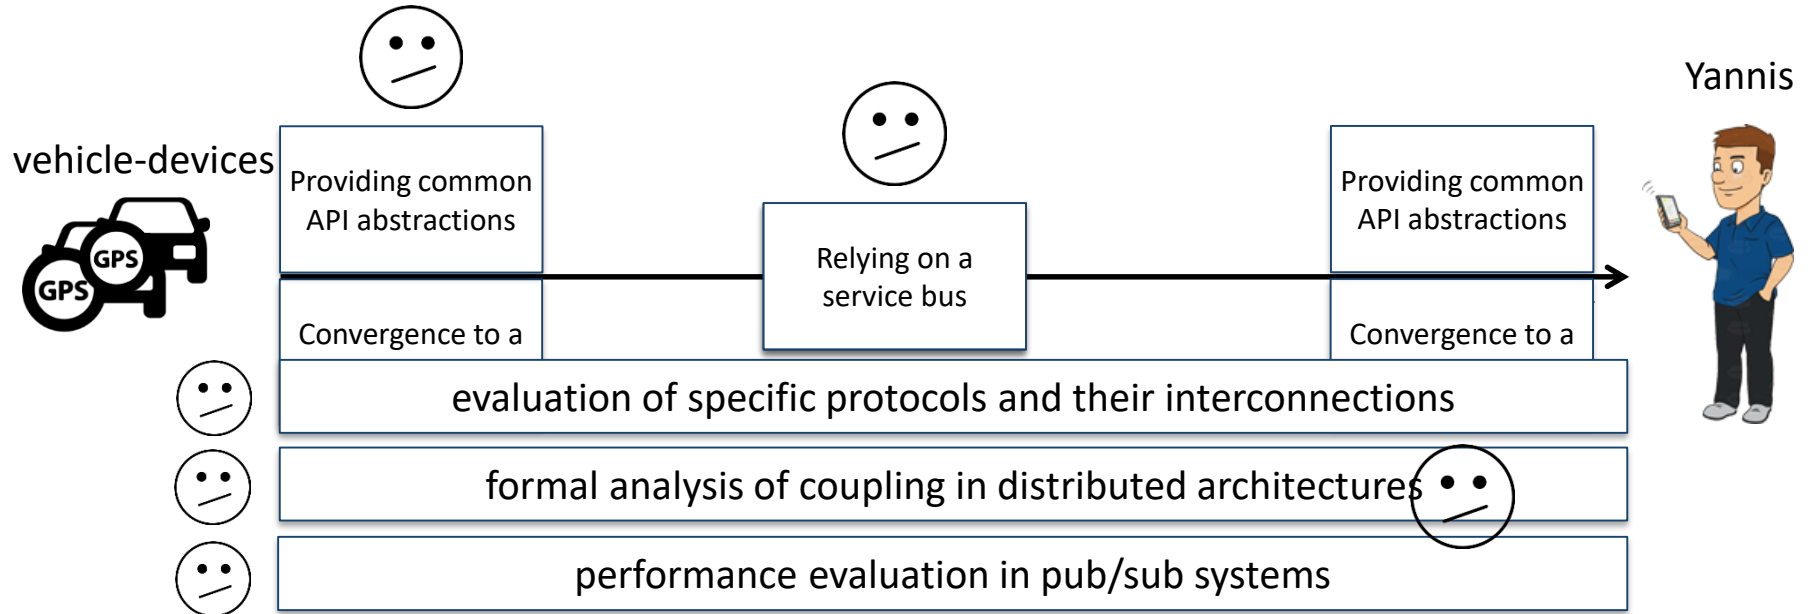 Yannis
vehicle-devices
Providing common
API abstractions
Providing common
API abstractions
GPS
GPS
Relying on a
service bus
Convergence to a
Convergence to a
evaluation of specific protocols and their interconnections
formal analysis of coupling in distributed architectures
performance evaluation in pub/sub systems